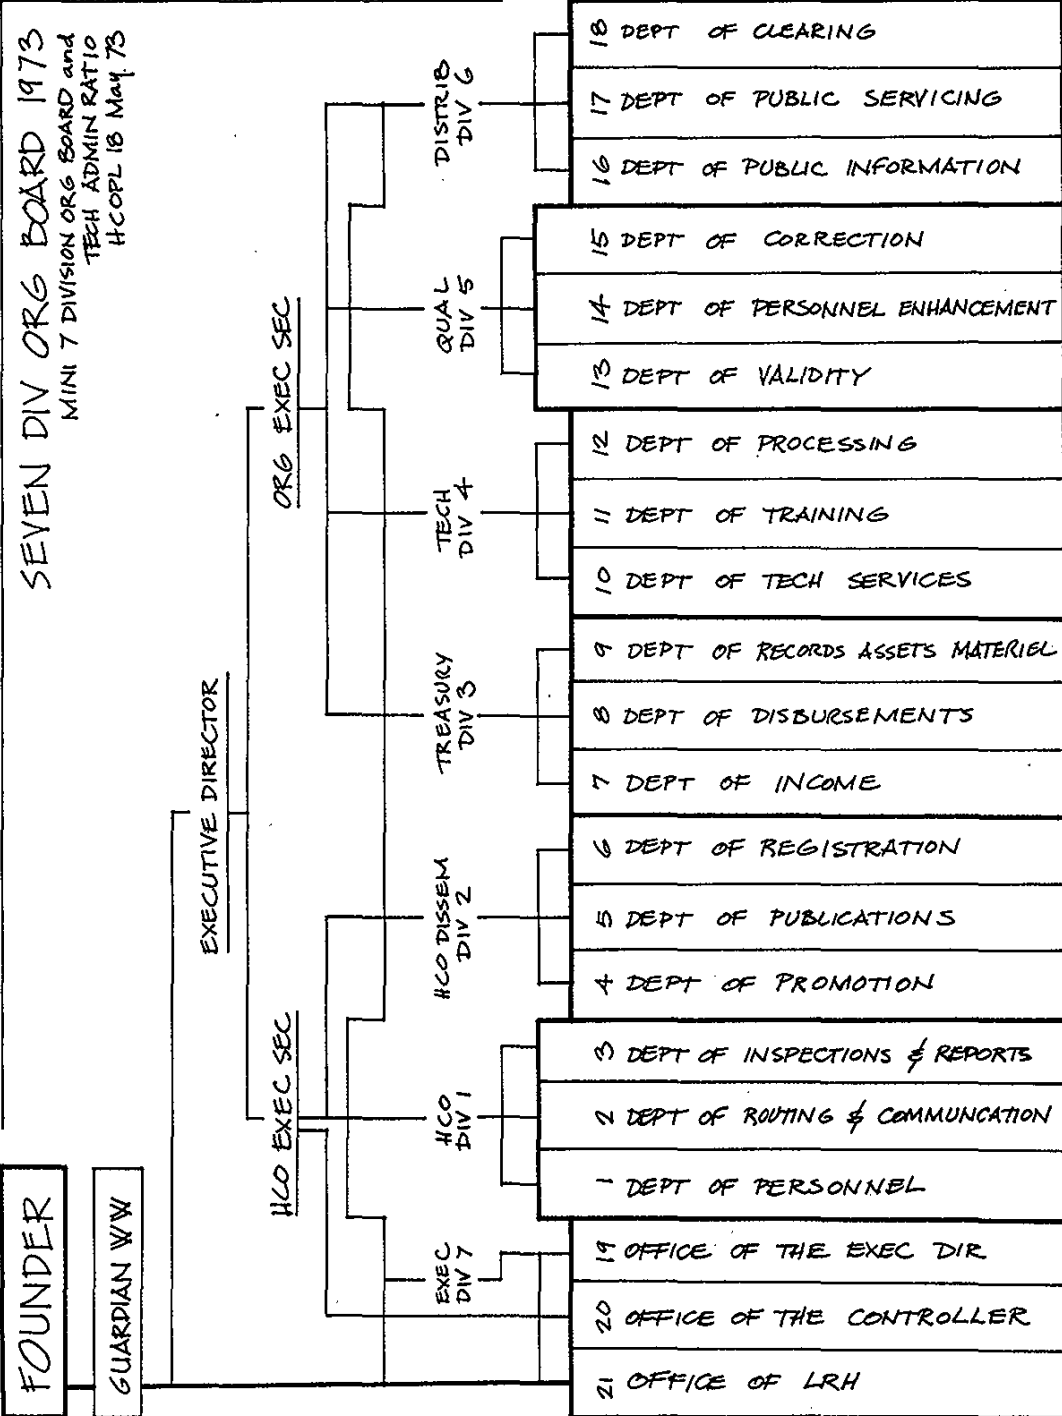 SEVEN DIV ORG BOARD 1973
MINI 7 DIVISION ORG BOARD and
TECH ADMIN RATIO
HCOPL 18 May. 73
FOUNDER
GUARDIAN WW
EXECUTIVE DIRECTOR
HCO EXEC SEC
ORG EXEC SEC
EXEC
DIV 7
HCO
DIV 1
HCO DISSEM
DIV 2
TREASURY
DIV 3
TECH
DIV 4
QUAL
DIV 5
DISTRIB
DIV 6
21 OFFICE OF LRH
20 OFFICE OF THE CONTROLLER
19 OFFICE OF THE EXEC DIR
1 DEPT OF PERSONNEL
2 DEPT OF ROUTING & COMMUNCATION
3 DEPT OF INSPECTIONS & REPORTS
4 DEPT OF PROMOTION
5 DEPT OF PUBLICATIONS
6 DEPT OF REGISTRATION
7 DEPT OF INCOME
8 DEPT OF DISBURSEMENTS
9 DEPT OF RECORDS ASSETS MATERIEL
10 DEPT OF TECH SERVICES
11 DEPT OF TRAINING
12 DEPT OF PROCESSING
13 DEPT OF VALIDITY
14 DEPT OF PERSONNEL ENHANCEMENT
15 DEPT OF CORRECTION
16 DEPT OF PUBLIC INFORMATION
17 DEPT OF PUBLIC SERVICING
18 DEPT OF CLEARING